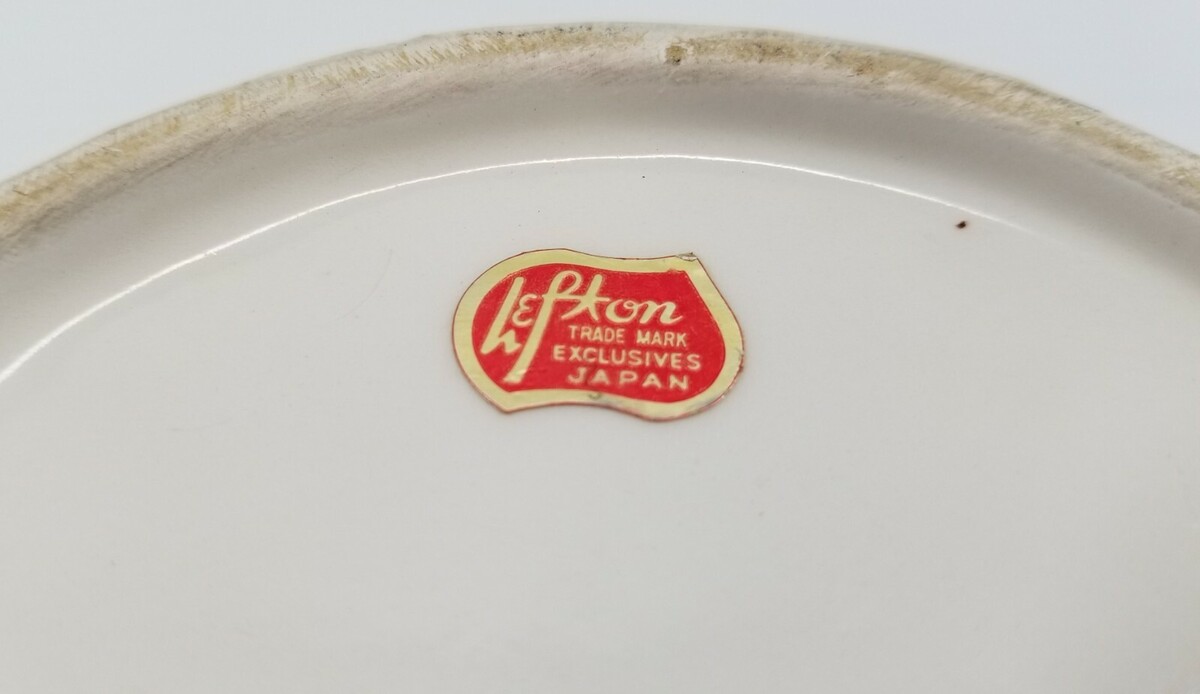 Lefton
TRADE MARK
EXCLUSIVES
JAPAN